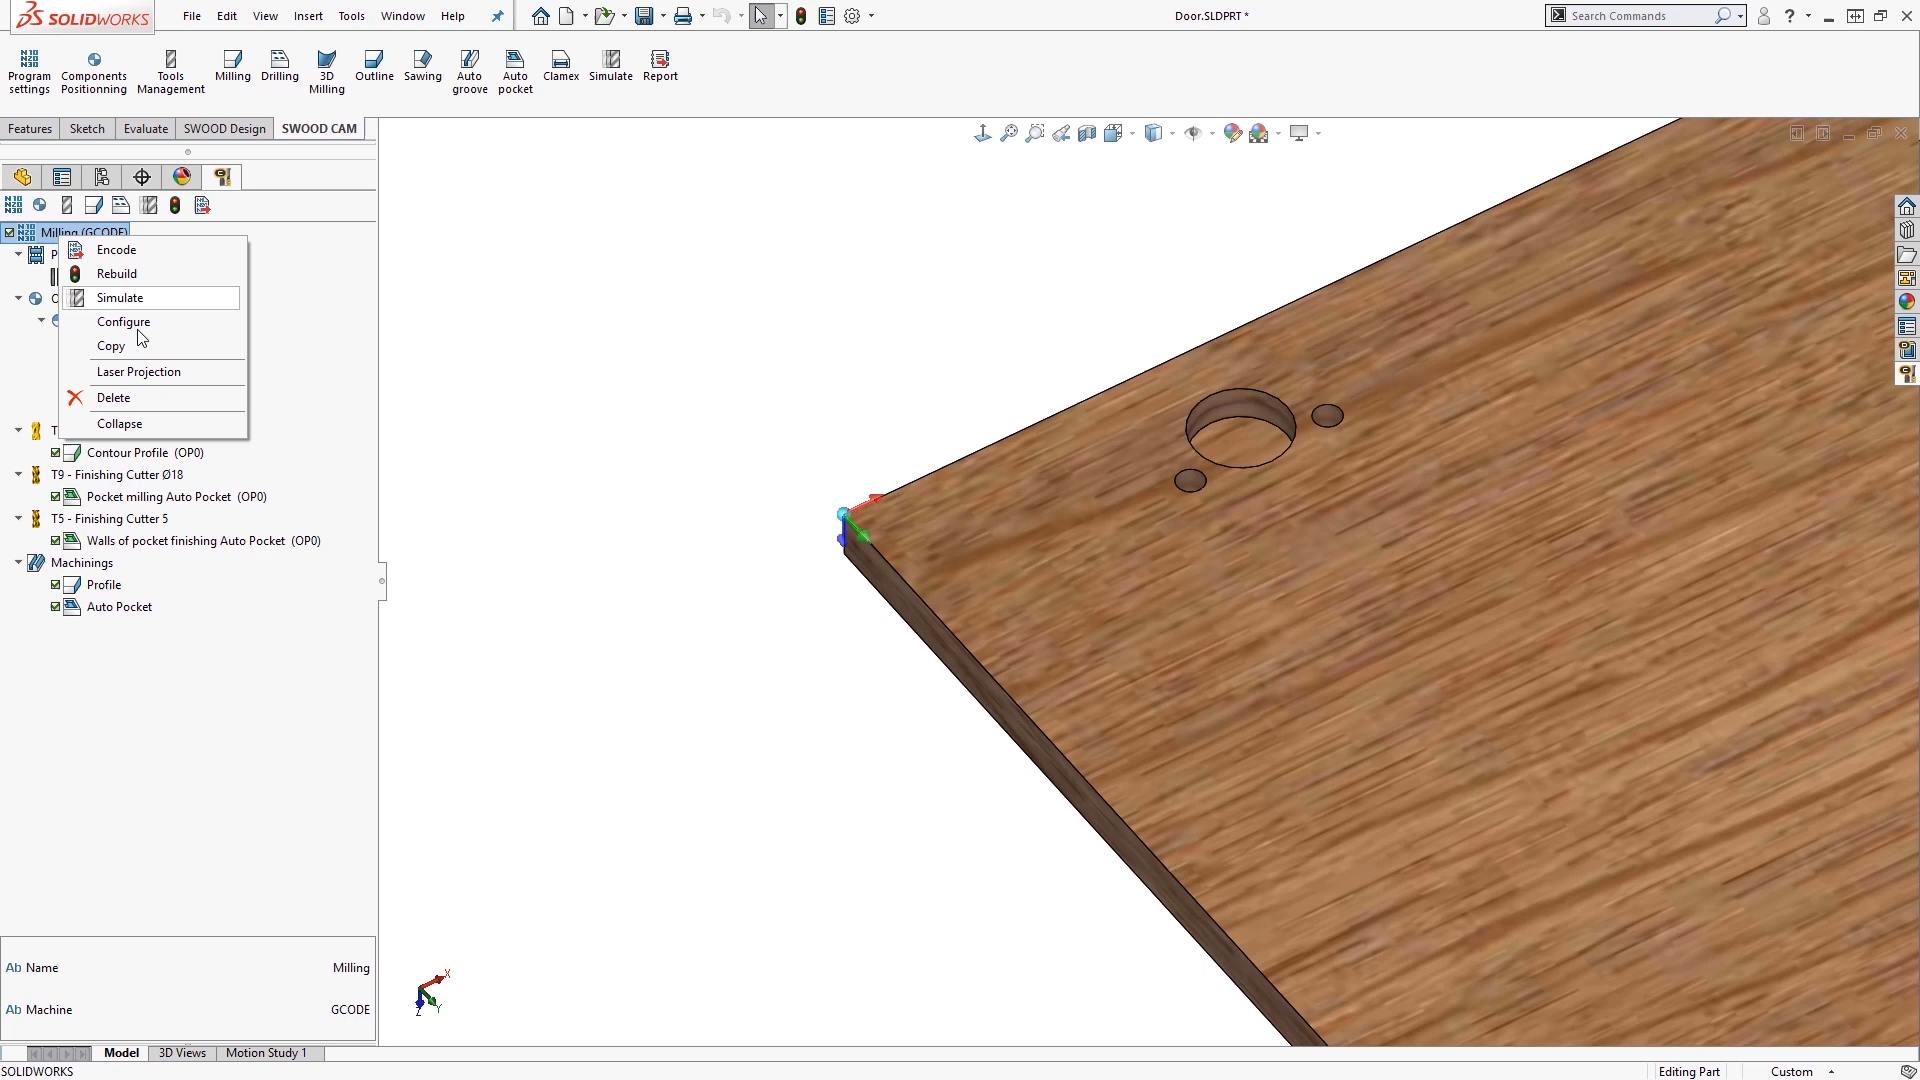 SOLIDWORKS
File Edit View Insert Tools Window Help
Door.SLDPRT *
Search Commands
Program settings
Components Positionning
Tools Management
Milling
Drilling
3D Milling
Outline
Sawing
Auto groove
Auto pocket
Clamex
Simulate
Report
Features Sketch Evaluate SWOOD Design SWOOD CAM
Milling (GCODE)
Encode
Rebuild
Simulate
Configure
Copy
Laser Projection
Delete
Collapse
Contour Profile (OP0)
T9 - Finishing Cutter Ø18
Pocket milling Auto Pocket (OP0)
T5 - Finishing Cutter 5
Walls of pocket finishing Auto Pocket (OP0)
Machinings
Profile
Auto Pocket
Ab Name Milling
Ab Machine GCODE
X
Y
Z
Model 3D Views Motion Study 1
SOLIDWORKS Editing Part Custom